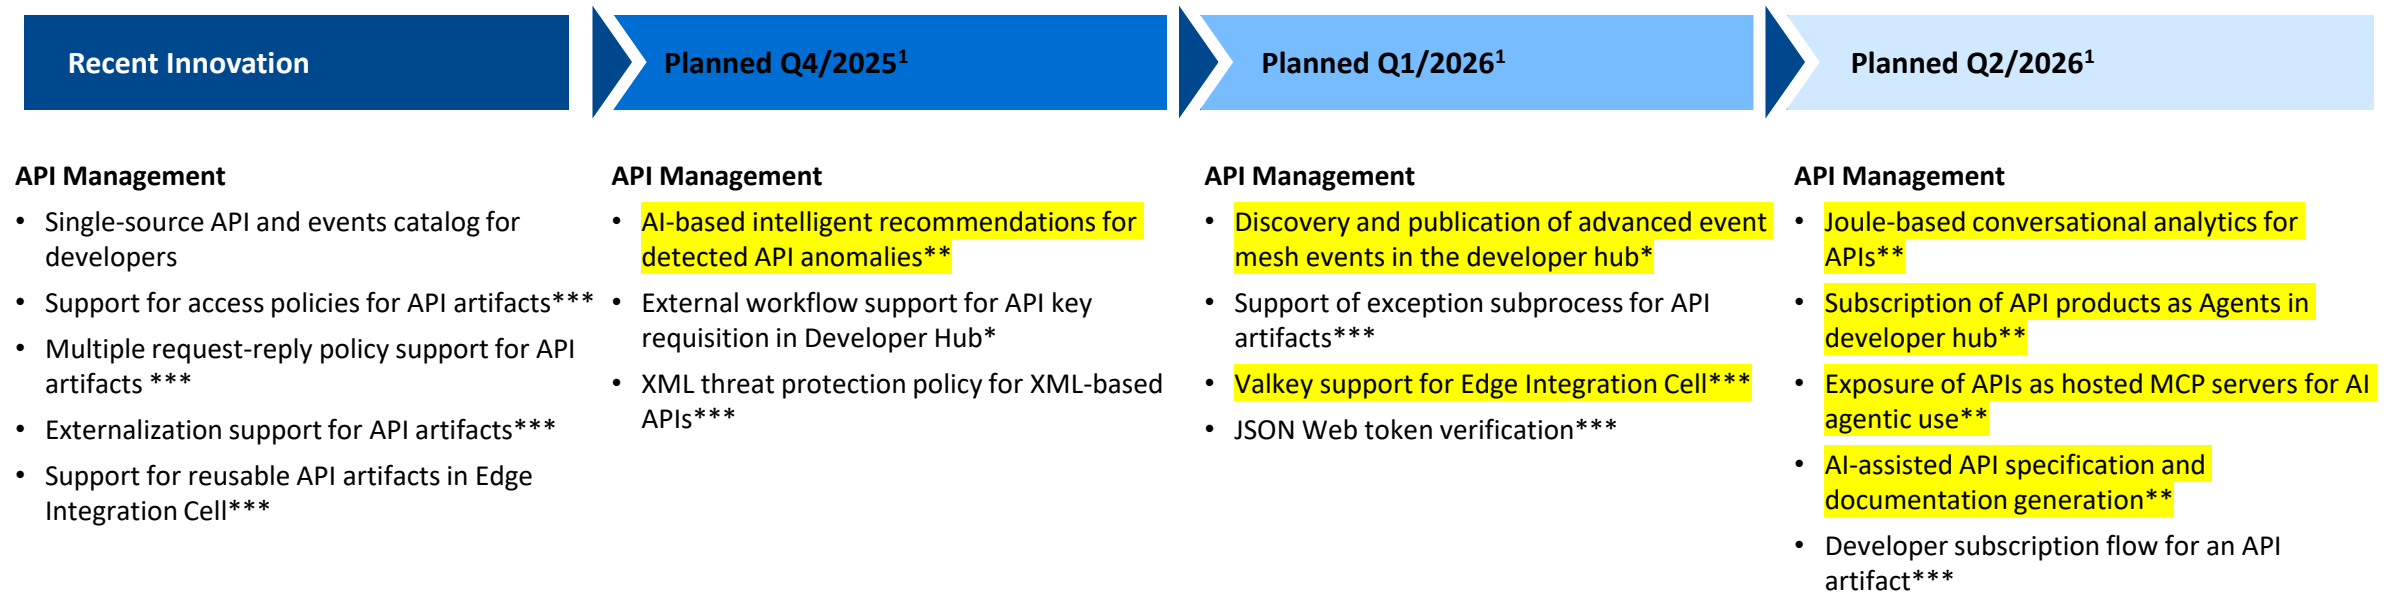 Recent Innovation
Planned Q4/2025¹
Planned Q1/2026¹
Planned Q2/2026¹
API Management
• Single-source API and events catalog for
developers
• Support for access policies for API artifacts***
• Multiple request-reply policy support for API
artifacts ***
• Externalization support for API artifacts***
• Support for reusable API artifacts in Edge
Integration Cell***
API Management
• AI-based intelligent recommendations for
detected API anomalies**
• External workflow support for API key
requisition in Developer Hub*
• XML threat protection policy for XML-based
APIs***
API Management
• Discovery and publication of advanced event
mesh events in the developer hub*
• Support of exception subprocess for API
artifacts***
• Valkey support for Edge Integration Cell***
• JSON Web token verification***
API Management
• Joule-based conversational analytics for
APIs**
• Subscription of API products as Agents in
developer hub**
• Exposure of APIs as hosted MCP servers for AI
agentic use**
• AI-assisted API specification and
documentation generation**
• Developer subscription flow for an API
artifact***